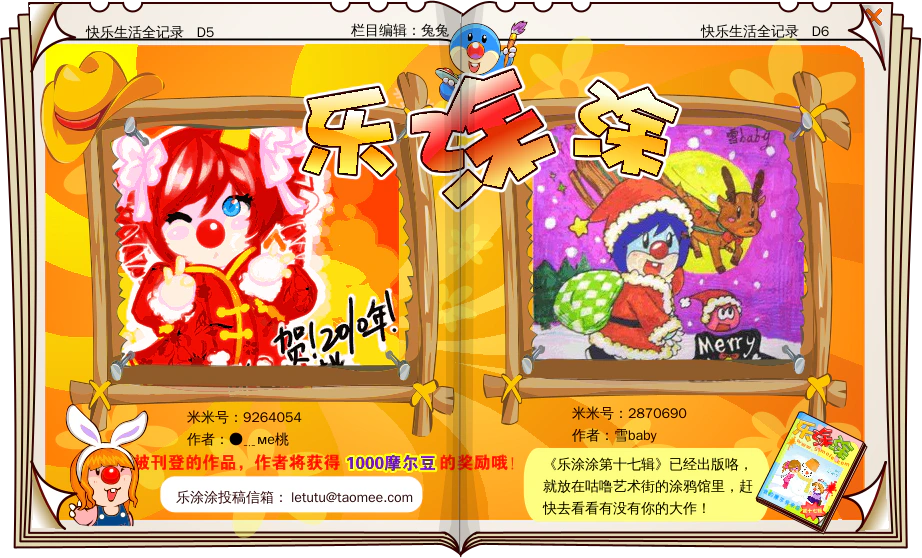 快乐生活全记录 D5
栏目编辑：兔兔
快乐生活全记录 D6
乐涂涂
贺!2010年!
雪baby
Merry
米米号：9264054
作者：●﹎мe桃
被刊登的作品，作者将获得 1000摩尔豆 的奖励哦!
乐涂涂投稿信箱： letutu@taomee.com
米米号：2870690
作者：雪baby
《乐涂涂第十七辑》已经出版咯，
就放在咕噜艺术街的涂鸦馆里，赶
快去看看有没有你的大作！
乐涂涂